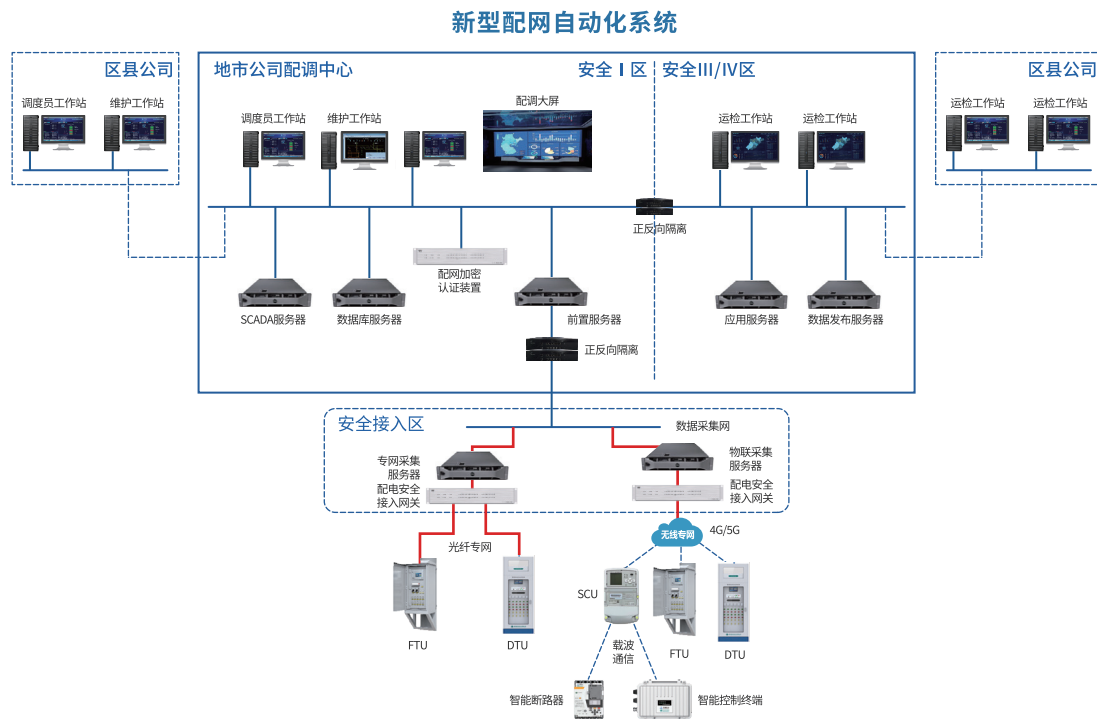 新型配网自动化系统
区县公司
地市公司配调中心
安全 I 区
安全III/IV区
区县公司
调度员工作站
维护工作站
调度员工作站
维护工作站
配调大屏
运检工作站
运检工作站
运检工作站
运检工作站
正反向隔离
配网加密
认证装置
SCADA服务器
数据库服务器
前置服务器
应用服务器
数据发布服务器
正反向隔离
安全接入区
数据采集网
专网采集
服务器
物联采集
服务器
配电安全
接入网关
配电安全
接入网关
无线专网
4G/5G
光纤专网
SCU
FTU
DTU
载波
通信
FTU
DTU
智能断路器
智能控制终端